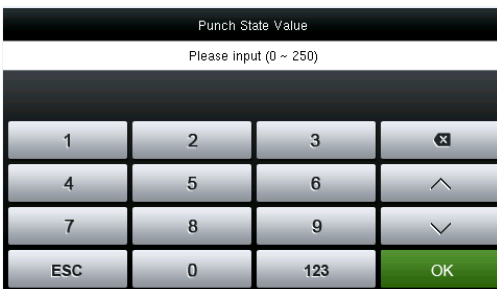 Punch State Value
Please input (0 ~ 250)
1 2 3
4 5 6
7 8 9
ESC 0 123 OK